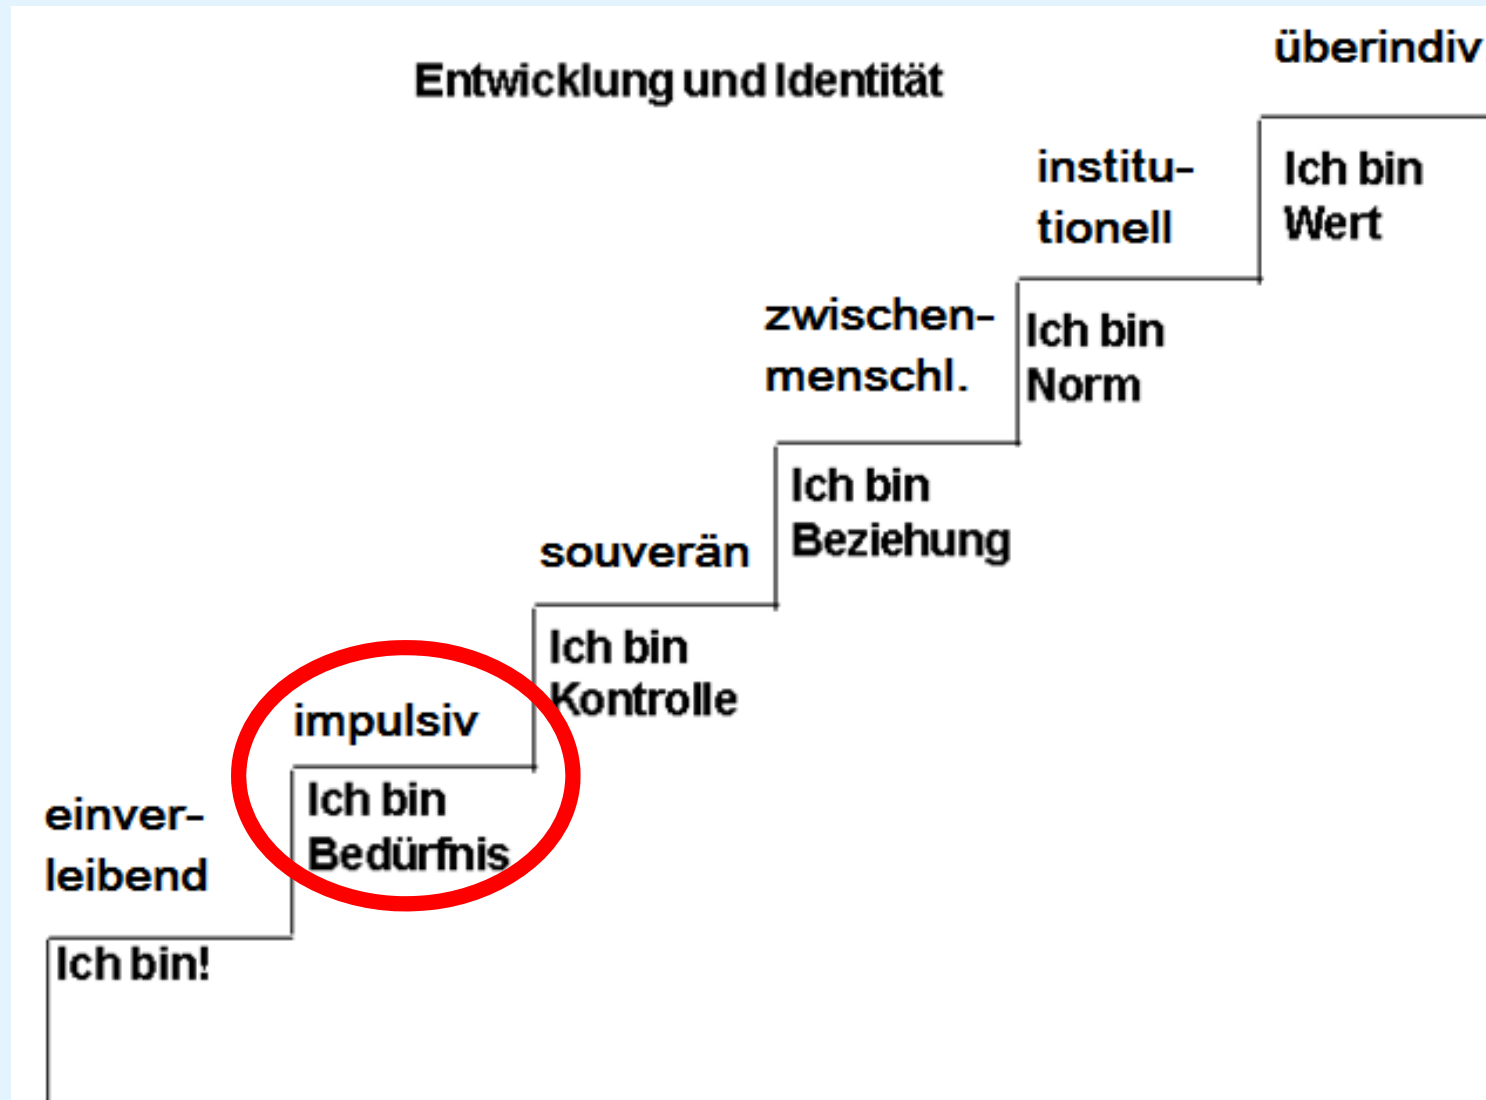 Entwicklung und Identität
überindiv
Ich bin
Wert
institu-
tionell
Ich bin
Norm
zwischen-
menschl.
Ich bin
Beziehung
souverän
Ich bin
Kontrolle
impulsiv
Ich bin
Bedürfnis
einver-
leibend
Ich bin!